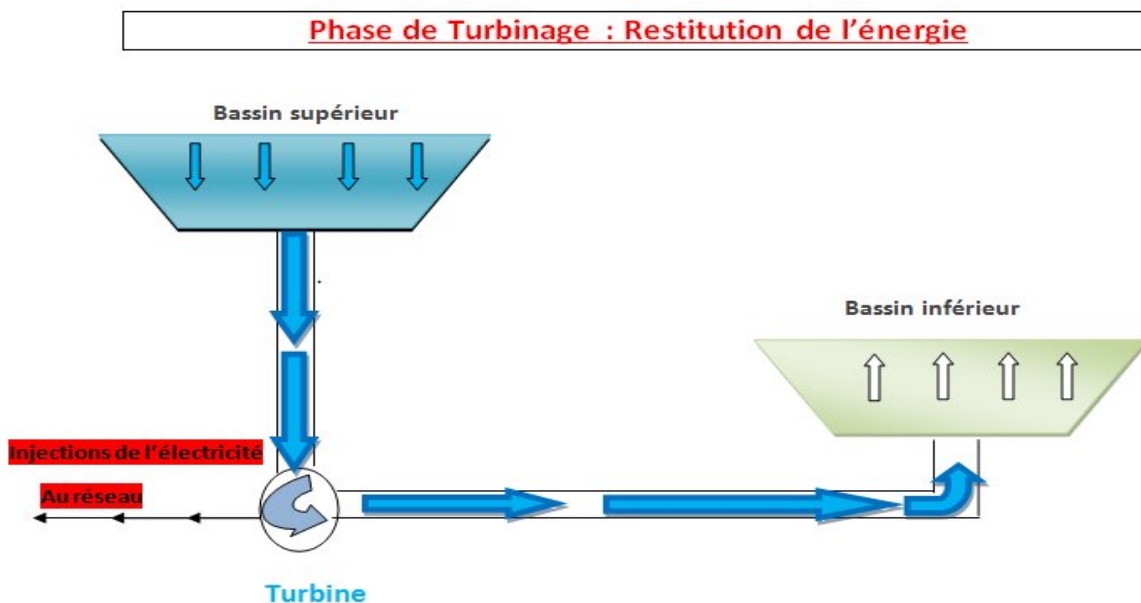 Phase de Turbinage : Restitution de l’énergie
Bassin supérieur
Bassin inférieur
Injections de l’électricité
Au réseau
Turbine